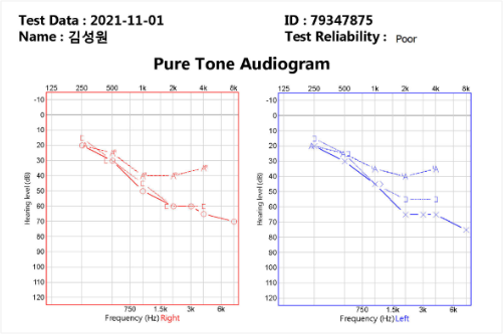 Test Data : 2021-11-01 ID : 79347875
Name : 김성원 Test Reliability : Poor
Pure Tone Audiogram
125 250 500 1k 2k 4k 8k 125 250 500 1k 2k 4k 8k
-10 -10
0 0
10 10
20 20
30 30
40 40
50 50
60 60
70 70
80 80
90 90
100 100
110 110
120 120
Hearing level (dB) Hearing level (dB)
750 1.5k 3k 6k 750 1.5k 3k 6k
Frequency (Hz) Right Frequency (Hz) Left